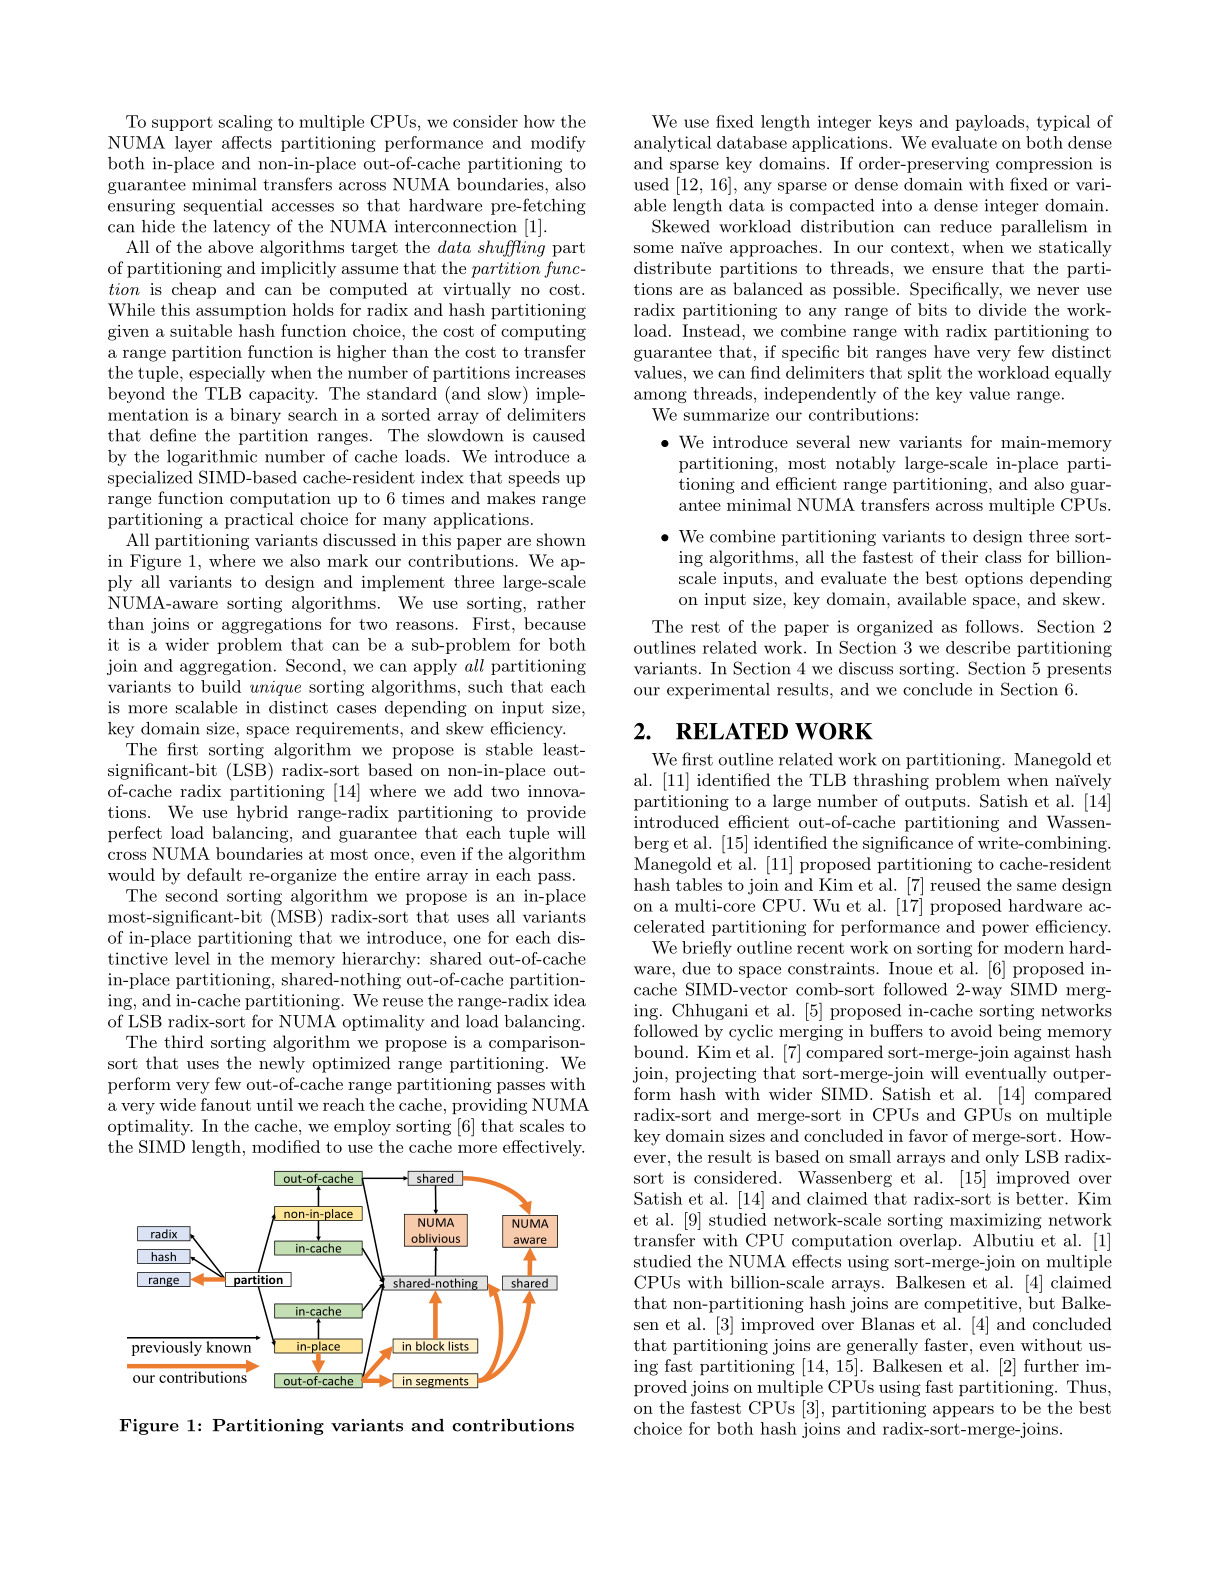 To support scaling to multiple CPUs, we consider how the
NUMA layer affects partitioning performance and modify
both in-place and non-in-place out-of-cache partitioning to
guarantee minimal transfers across NUMA boundaries, also
ensuring sequential accesses so that hardware pre-fetching
can hide the latency of the NUMA interconnection [1].
All of the above algorithms target the data shuffling part
of partitioning and implicitly assume that the partition func-
tion is cheap and can be computed at virtually no cost.
While this assumption holds for radix and hash partitioning
given a suitable hash function choice, the cost of computing
a range partition function is higher than the cost to transfer
the tuple, especially when the number of partitions increases
beyond the TLB capacity. The standard (and slow) imple-
mentation is a binary search in a sorted array of delimiters
that define the partition ranges. The slowdown is caused
by the logarithmic number of cache loads. We introduce a
specialized SIMD-based cache-resident index that speeds up
range function computation up to 6 times and makes range
partitioning a practical choice for many applications.
All partitioning variants discussed in this paper are shown
in Figure 1, where we also mark our contributions. We ap-
ply all variants to design and implement three large-scale
NUMA-aware sorting algorithms. We use sorting, rather
than joins or aggregations for two reasons. First, because
it is a wider problem that can be a sub-problem for both
join and aggregation. Second, we can apply all partitioning
variants to build unique sorting algorithms, such that each
is more scalable in distinct cases depending on input size,
key domain size, space requirements, and skew efficiency.
The first sorting algorithm we propose is stable least-
significant-bit (LSB) radix-sort based on non-in-place out-
of-cache radix partitioning [14] where we add two innova-
tions. We use hybrid range-radix partitioning to provide
perfect load balancing, and guarantee that each tuple will
cross NUMA boundaries at most once, even if the algorithm
would by default re-organize the entire array in each pass.
The second sorting algorithm we propose is an in-place
most-significant-bit (MSB) radix-sort that uses all variants
of in-place partitioning that we introduce, one for each dis-
tinctive level in the memory hierarchy: shared out-of-cache
in-place partitioning, shared-nothing out-of-cache partition-
ing, and in-cache partitioning. We reuse the range-radix idea
of LSB radix-sort for NUMA optimality and load balancing.
The third sorting algorithm we propose is a comparison-
sort that uses the newly optimized range partitioning. We
perform very few out-of-cache range partitioning passes with
a very wide fanout until we reach the cache, providing NUMA
optimality. In the cache, we employ sorting [6] that scales to
the SIMD length, modified to use the cache more effectively.
out-of-cache
shared
non-in-place
NUMA
oblivious
NUMA
aware
radix
in-cache
hash
range
partition
shared-nothing
shared
in-cache
previously known
in-place
in block lists
our contributions
out-of-cache
in segments
Figure 1: Partitioning variants and contributions
We use fixed length integer keys and payloads, typical of
analytical database applications. We evaluate on both dense
and sparse key domains. If order-preserving compression is
used [12, 16], any sparse or dense domain with fixed or vari-
able length data is compacted into a dense integer domain.
Skewed workload distribution can reduce parallelism in
some naïve approaches. In our context, when we statically
distribute partitions to threads, we ensure that the parti-
tions are as balanced as possible. Specifically, we never use
radix partitioning to any range of bits to divide the work-
load. Instead, we combine range with radix partitioning to
guarantee that, if specific bit ranges have very few distinct
values, we can find delimiters that split the workload equally
among threads, independently of the key value range.
We summarize our contributions:
• We introduce several new variants for main-memory
partitioning, most notably large-scale in-place parti-
tioning and efficient range partitioning, and also guar-
antee minimal NUMA transfers across multiple CPUs.
• We combine partitioning variants to design three sort-
ing algorithms, all the fastest of their class for billion-
scale inputs, and evaluate the best options depending
on input size, key domain, available space, and skew.
The rest of the paper is organized as follows. Section 2
outlines related work. In Section 3 we describe partitioning
variants. In Section 4 we discuss sorting. Section 5 presents
our experimental results, and we conclude in Section 6.
2. RELATED WORK
We first outline related work on partitioning. Manegold et
al. [11] identified the TLB thrashing problem when naïvely
partitioning to a large number of outputs. Satish et al. [14]
introduced efficient out-of-cache partitioning and Wassen-
berg et al. [15] identified the significance of write-combining.
Manegold et al. [11] proposed partitioning to cache-resident
hash tables to join and Kim et al. [7] reused the same design
on a multi-core CPU. Wu et al. [17] proposed hardware ac-
celerated partitioning for performance and power efficiency.
We briefly outline recent work on sorting for modern hard-
ware, due to space constraints. Inoue et al. [6] proposed in-
cache SIMD-vector comb-sort followed 2-way SIMD merg-
ing. Chhugani et al. [5] proposed in-cache sorting networks
followed by cyclic merging in buffers to avoid being memory
bound. Kim et al. [7] compared sort-merge-join against hash
join, projecting that sort-merge-join will eventually outper-
form hash with wider SIMD. Satish et al. [14] compared
radix-sort and merge-sort in CPUs and GPUs on multiple
key domain sizes and concluded in favor of merge-sort. How-
ever, the result is based on small arrays and only LSB radix-
sort is considered. Wassenberg et al. [15] improved over
Satish et al. [14] and claimed that radix-sort is better. Kim
et al. [9] studied network-scale sorting maximizing network
transfer with CPU computation overlap. Albutiu et al. [1]
studied the NUMA effects using sort-merge-join on multiple
CPUs with billion-scale arrays. Balkesen et al. [4] claimed
that non-partitioning hash joins are competitive, but Balke-
sen et al. [3] improved over Blanas et al. [4] and concluded
that partitioning joins are generally faster, even without us-
ing fast partitioning [14, 15]. Balkesen et al. [2] further im-
proved joins on multiple CPUs using fast partitioning. Thus,
on the fastest CPUs [3], partitioning appears to be the best
choice for both hash joins and radix-sort-merge-joins.